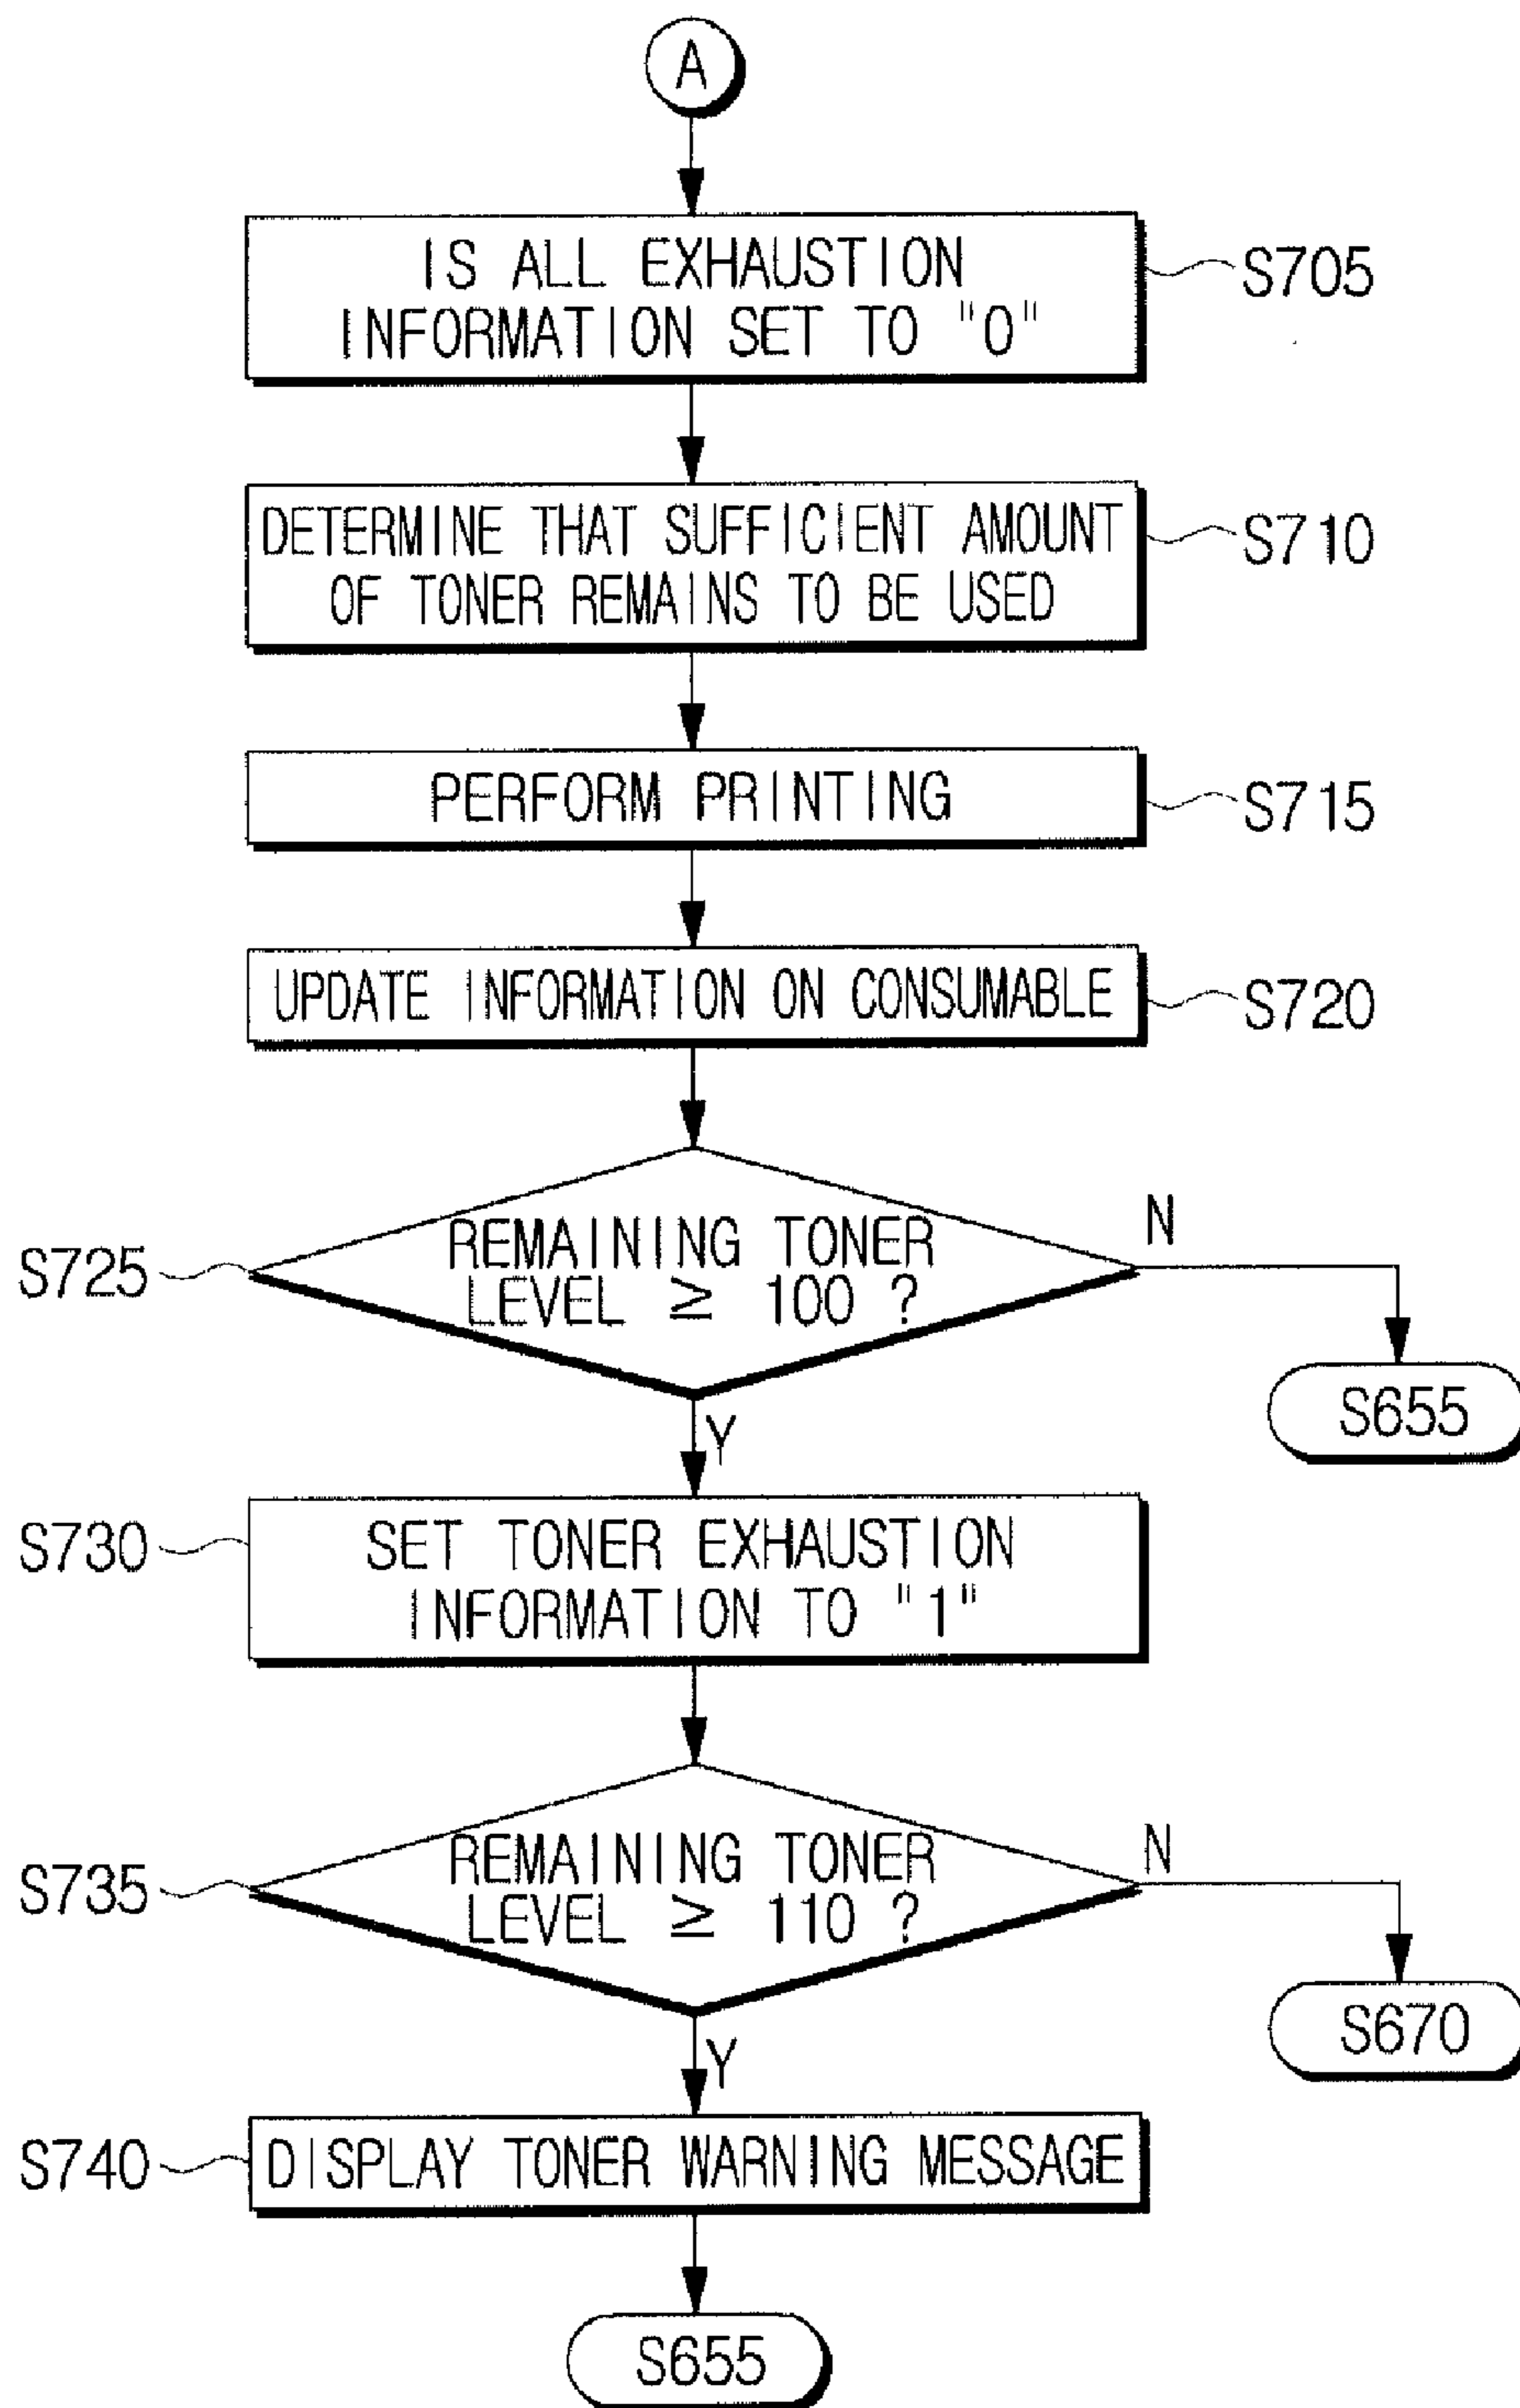 A
IS ALL EXHAUSTION
INFORMATION SET TO "0"
S705
DETERMINE THAT SUFFICIENT AMOUNT
OF TONER REMAINS TO BE USED
S710
PERFORM PRINTING
S715
UPDATE INFORMATION ON CONSUMABLE
S720
S725
REMAINING TONER
LEVEL ≥ 100 ?
N
S655
Y
S730
SET TONER EXHAUSTION
INFORMATION TO "1"
S735
REMAINING TONER
LEVEL ≥ 110 ?
N
S670
Y
S740
DISPLAY TONER WARNING MESSAGE
S655